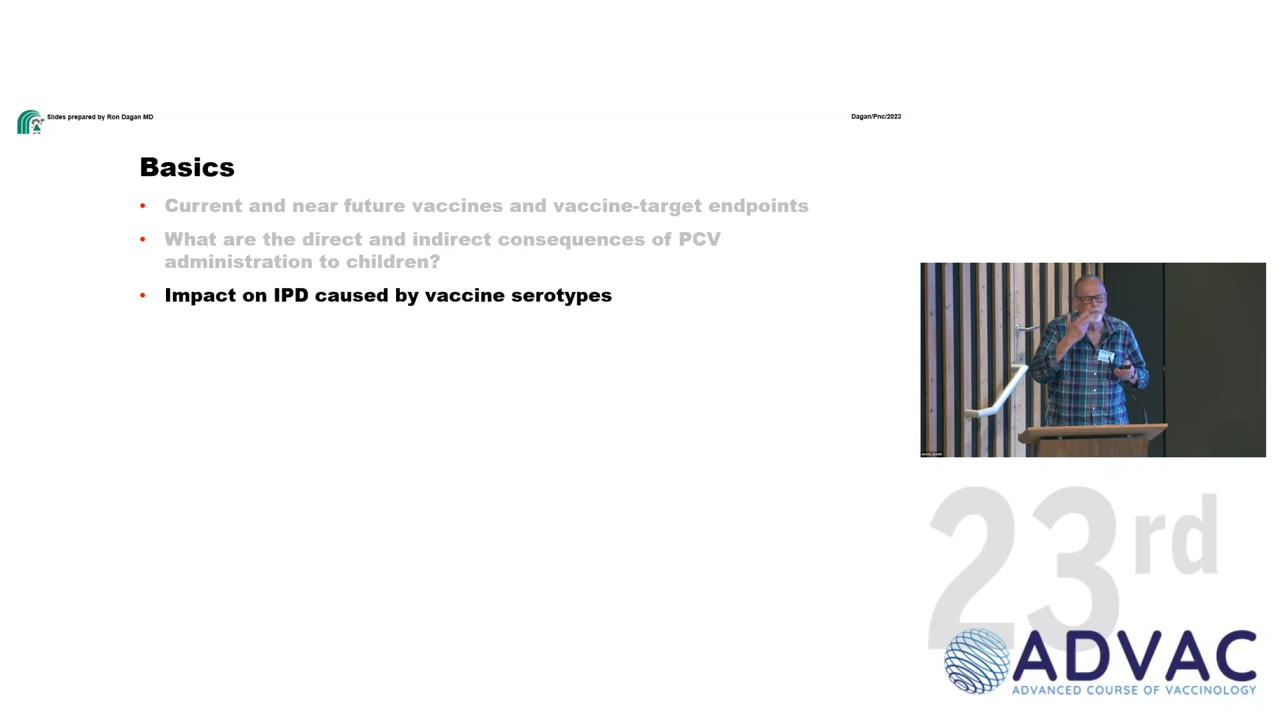 Slides prepared by Ron Dagan MD
Dagan/Pnc/2023
Basics
• Current and near future vaccines and vaccine-target endpoints
• What are the direct and indirect consequences of PCV
administration to children?
• Impact on IPD caused by vaccine serotypes
23rd
ADVAC
ADVANCED COURSE OF VACCINOLOGY